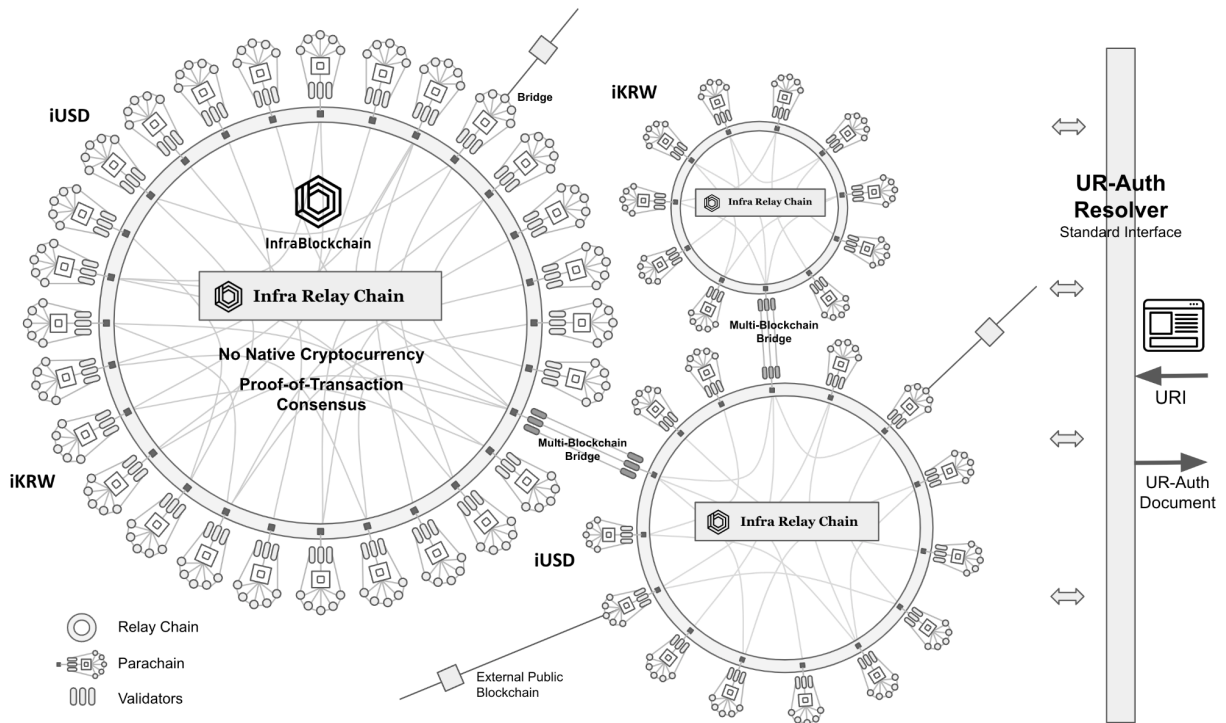 iUSD
Bridge
InfraBlockchain
Infra Relay Chain
No Native Cryptocurrency
Proof-of-Transaction
Consensus
iKRW
Multi-Blockchain
Bridge
iKRW
Infra Relay Chain
Multi-Blockchain
Bridge
iUSD
Infra Relay Chain
External Public
Blockchain
UR-Auth
Resolver
Standard Interface
URI
UR-Auth
Document
Relay Chain
Parachain
Validators